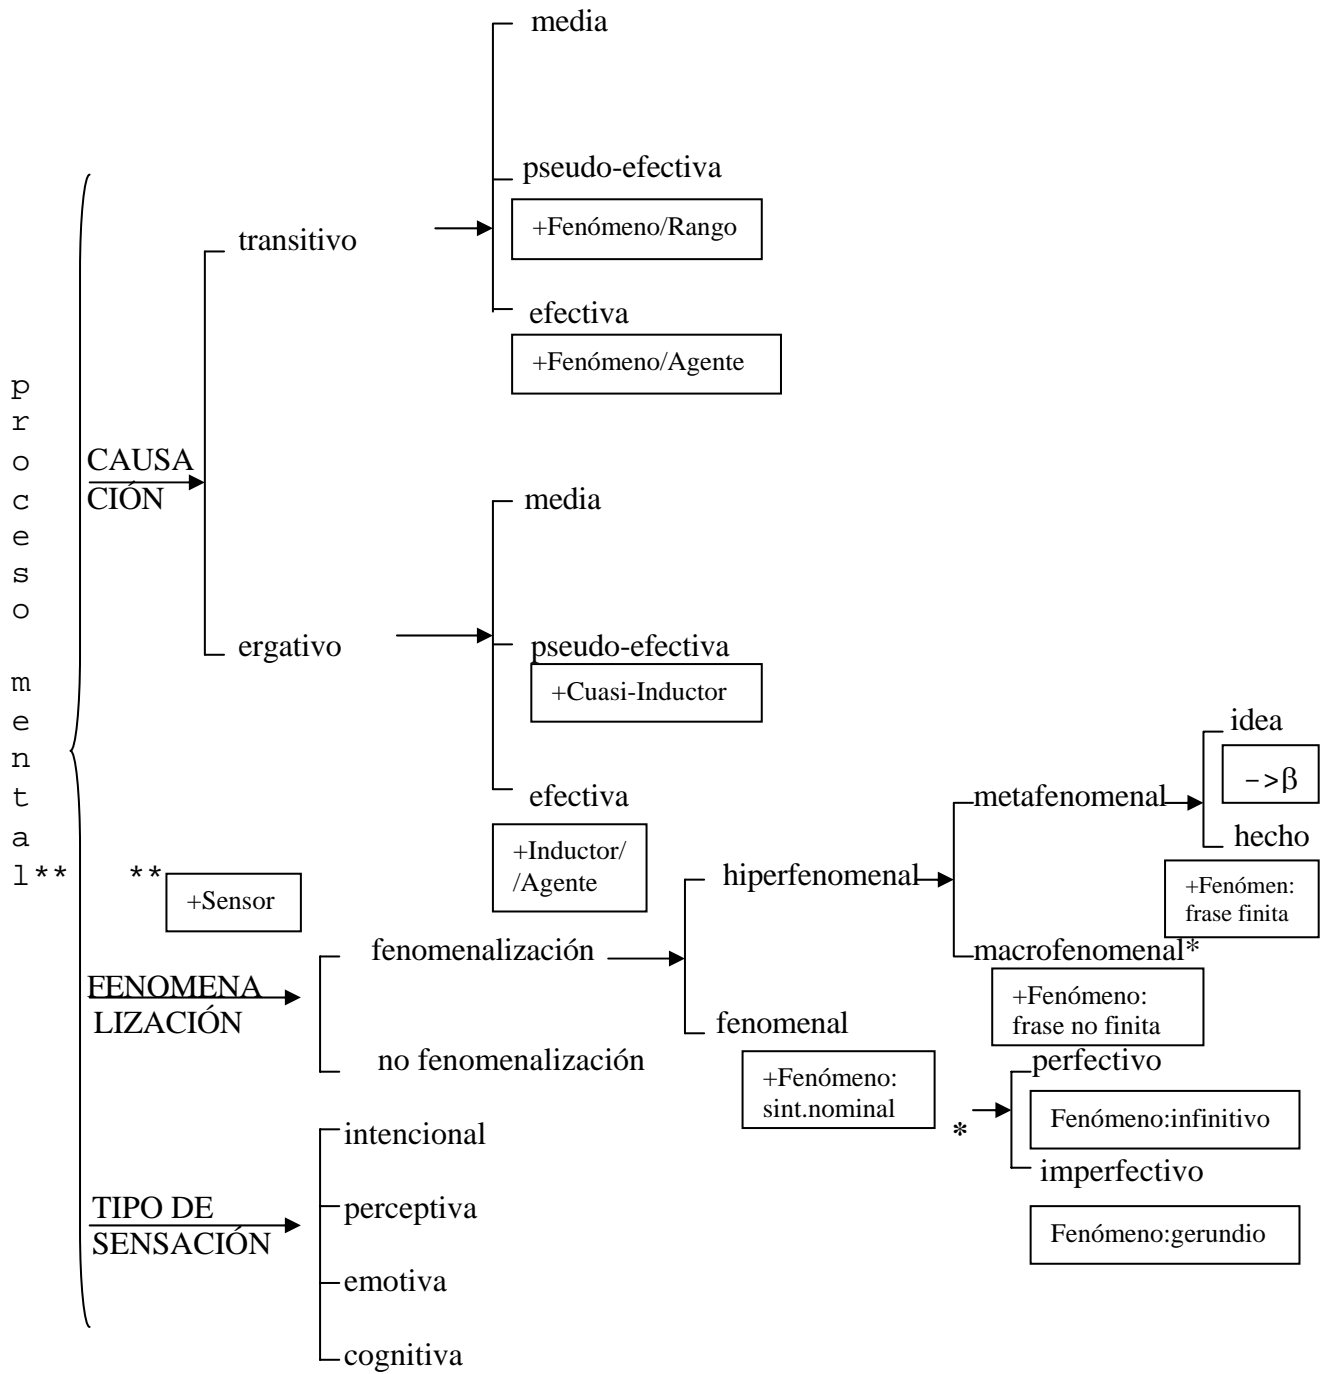 media
pseudo-efectiva
+Fenómeno/Rango
transitivo
efectiva
+Fenómeno/Agente
proceso mental**
CAUSA
CIÓN
media
ergativo
pseudo-efectiva
+Cuasi-Inductor
efectiva
+Inductor/
/Agente
**
+Sensor
idea
–>β
metafenomenal
hecho
+Fenómen:
frase finita
hiperfenomenal
macrofenomenal*
+Fenómeno:
frase no finita
fenomenalización
FENOMENA
LIZACIÓN
fenomenal
+Fenómeno:
sint.nominal
no fenomenalización
*
perfectivo
Fenómeno:infinitivo
imperfectivo
Fenómeno:gerundio
intencional
TIPO DE
SENSACIÓN
perceptiva
emotiva
cognitiva